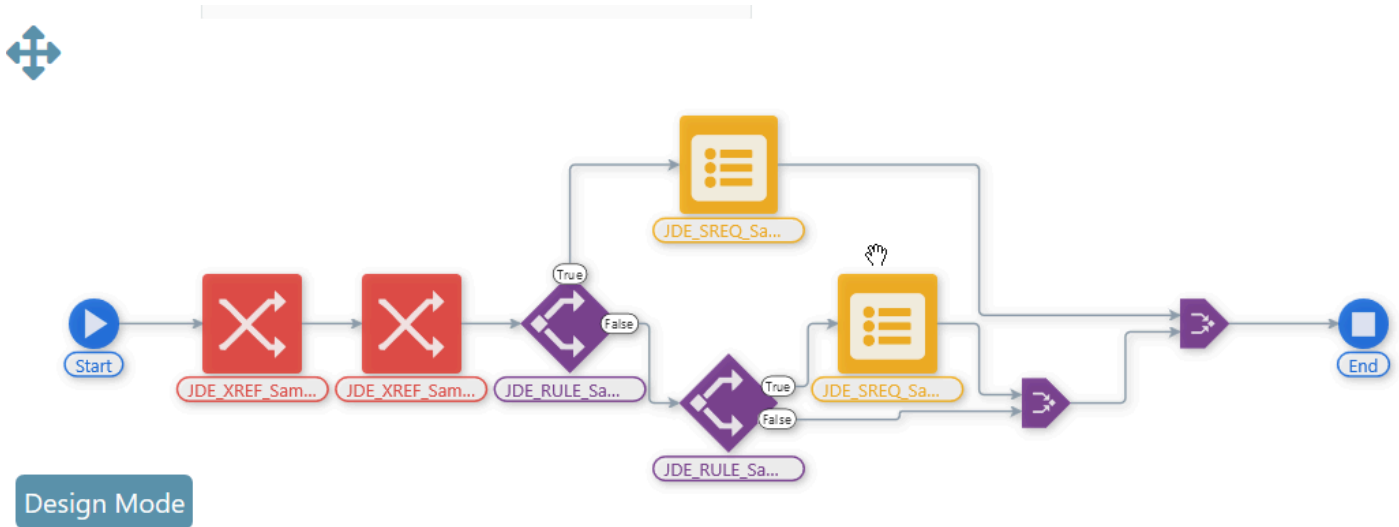 JDE_SREQ_Sa...
True
False
Start
JDE_XREF_Sam...
JDE_XREF_Sam...
JDE_RULE_Sa...
True
False
JDE_SREQ_Sa...
JDE_RULE_Sa...
End
Design Mode